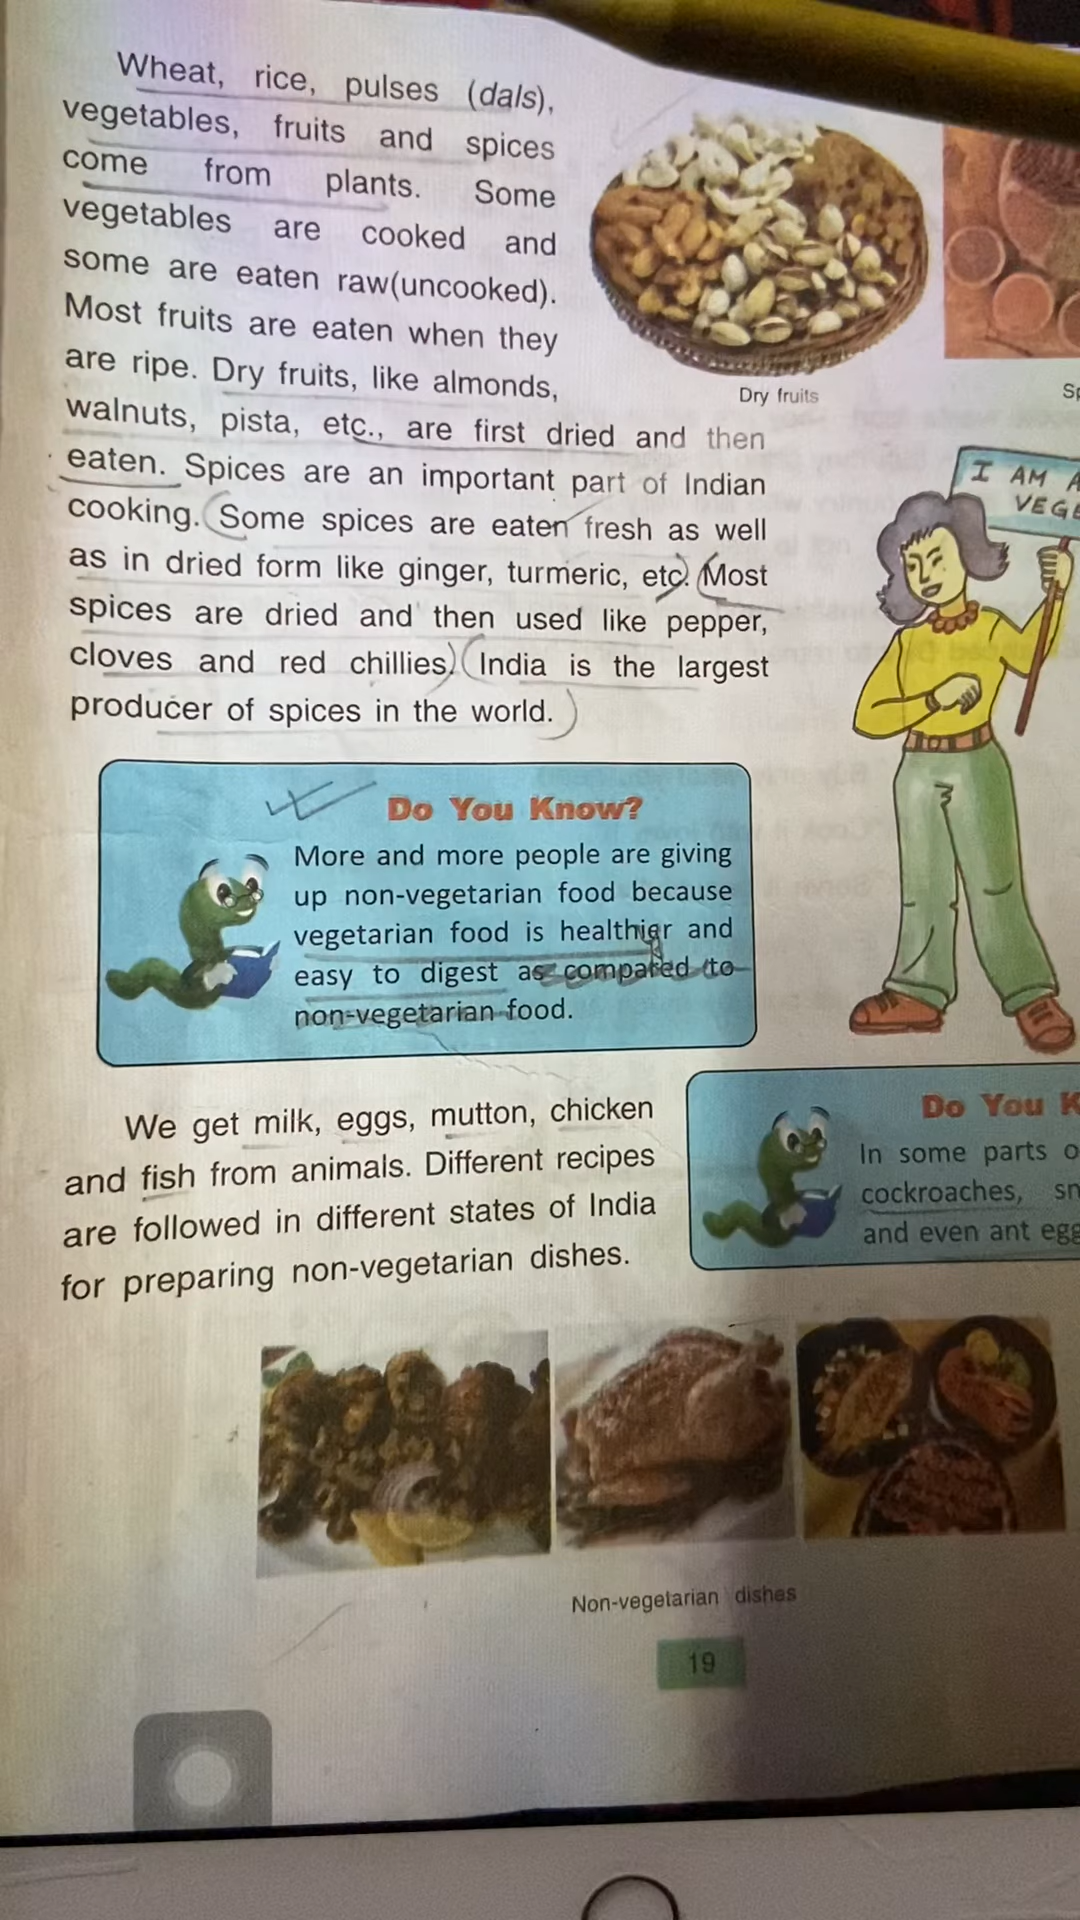 Wheat, rice, pulses (dals),
vegetables, fruits and spices
come from plants. Some
vegetables are cooked and
some are eaten raw(uncooked).
Most fruits are eaten when they
are ripe. Dry fruits, like almonds,
walnuts, pista, etc., are first dried and then
eaten. Spices are an important part of Indian
cooking. Some spices are eaten fresh as well
as in dried form like ginger, turmeric, etc. Most
spices are dried and then used like pepper,
cloves and red chillies. India is the largest
producer of spices in the world.
Dry fruits
I AM A
Do You Know?
More and more people are giving
up non-vegetarian food because
vegetarian food is healthier and
easy to digest as compared to
non-vegetarian food.
We get milk, eggs, mutton, chicken
and fish from animals. Different recipes
are followed in different states of India
for preparing non-vegetarian dishes.
Do You
In some parts
cockroaches,
and even ant
Non-vegetarian dishes
19